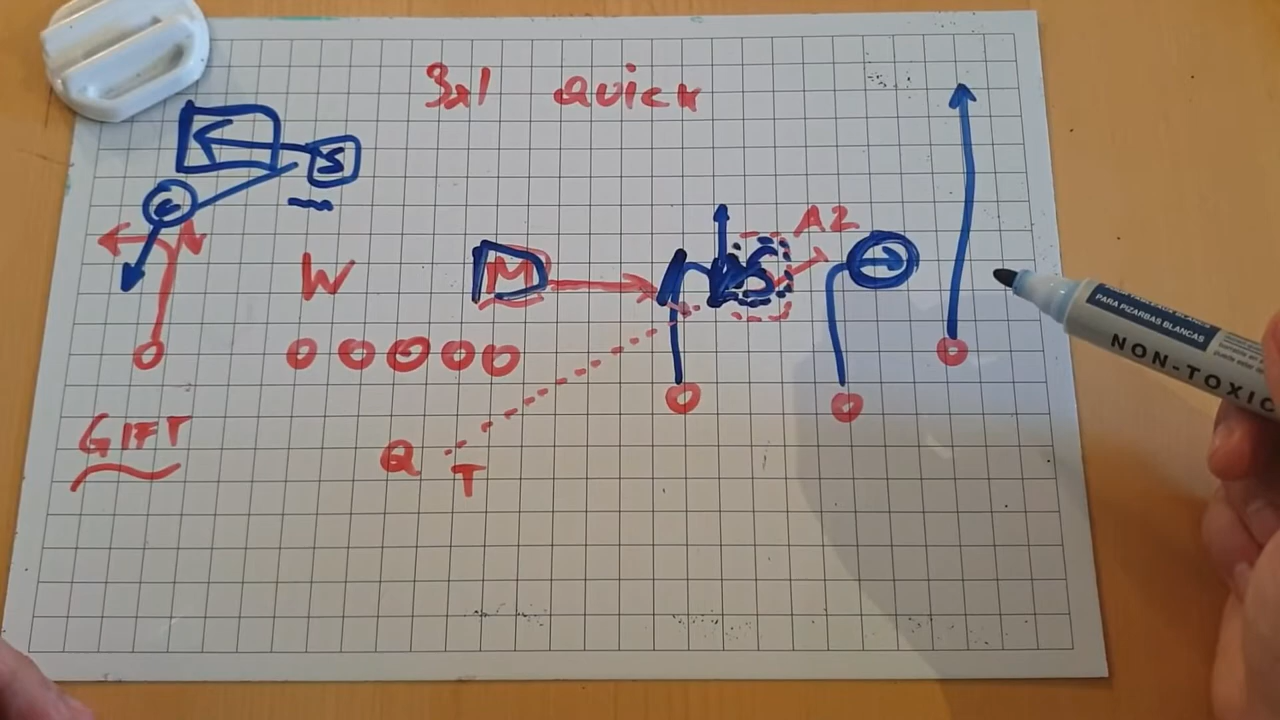 3x1 Quick
S
C
A2
W
M
S
GIFT
Q
T
PARA PIZARRAS BLANCAS
NON-TOXIC